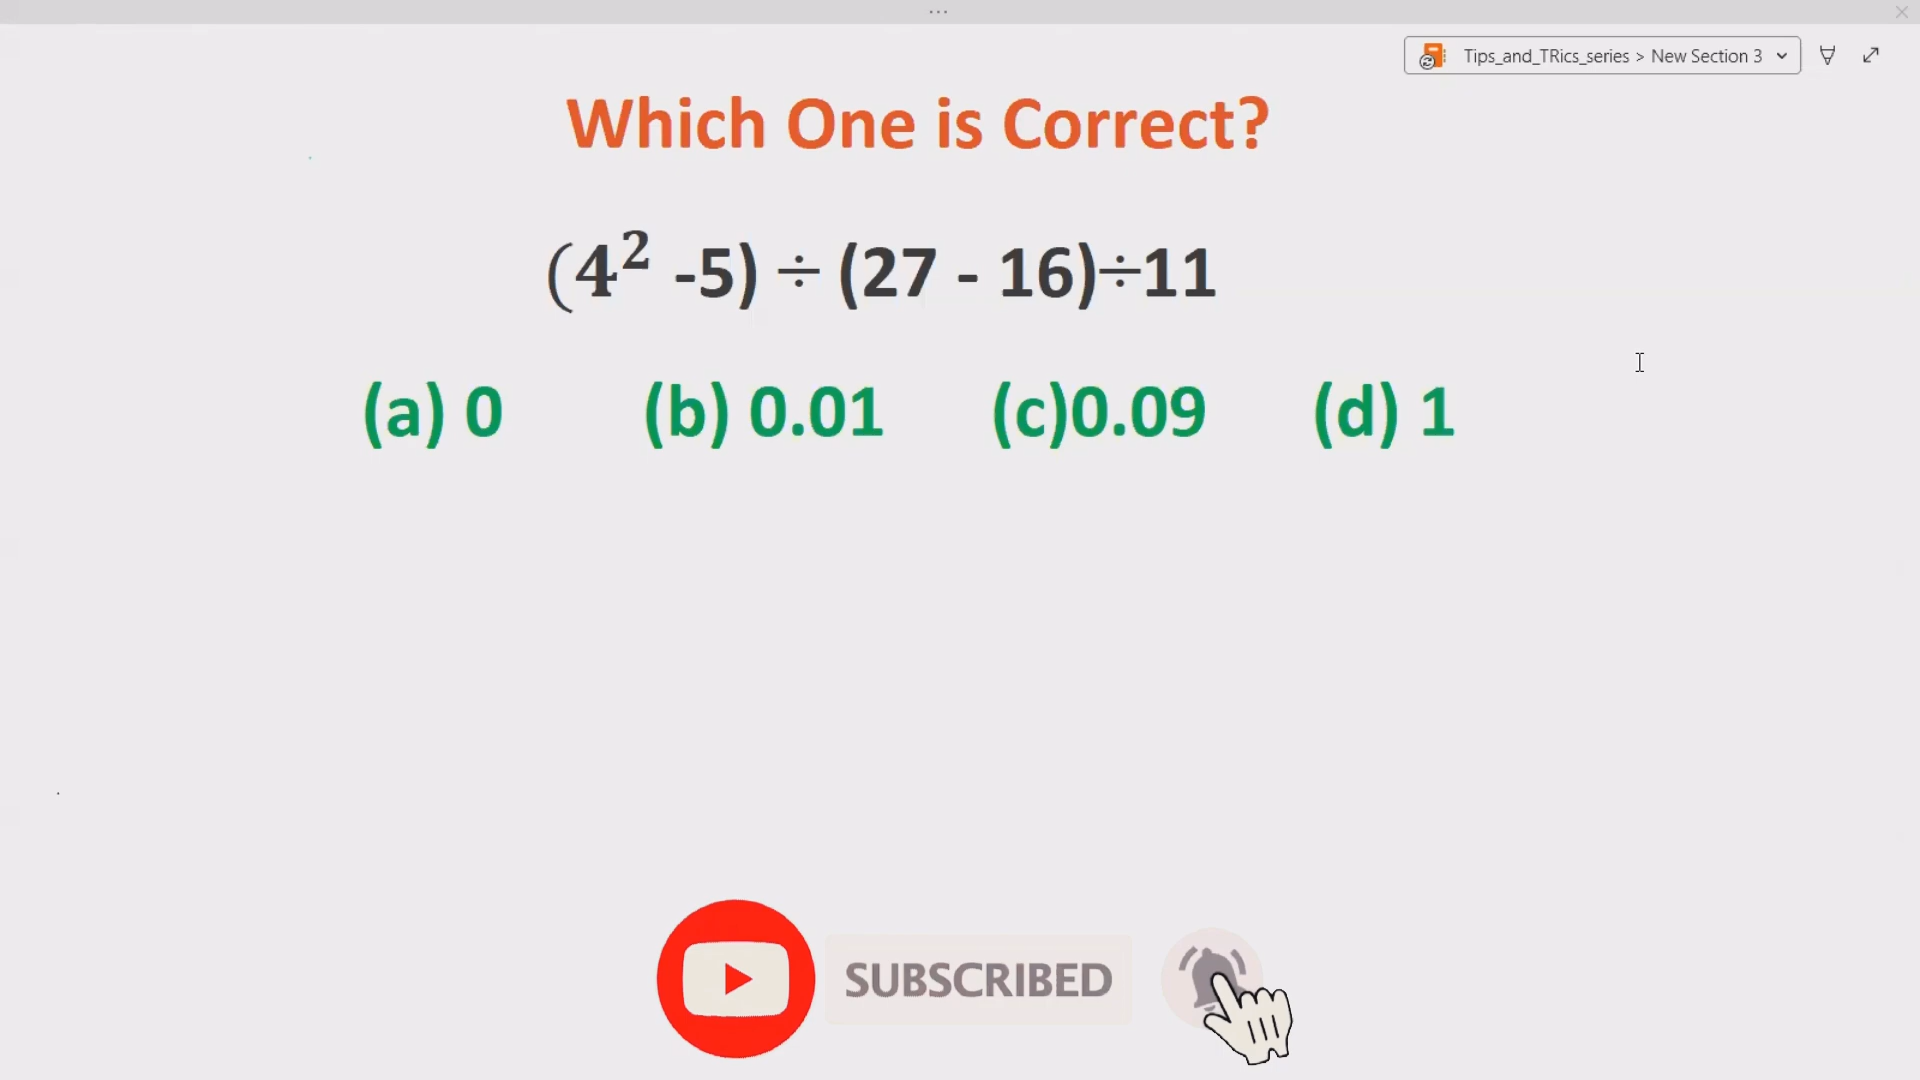 ...
Tips_and_TRics_series > New Section 3
Which One is Correct?
(4² -5) ÷ (27 - 16)÷11
(a) 0 (b) 0.01 (c)0.09 (d) 1
SUBSCRIBED